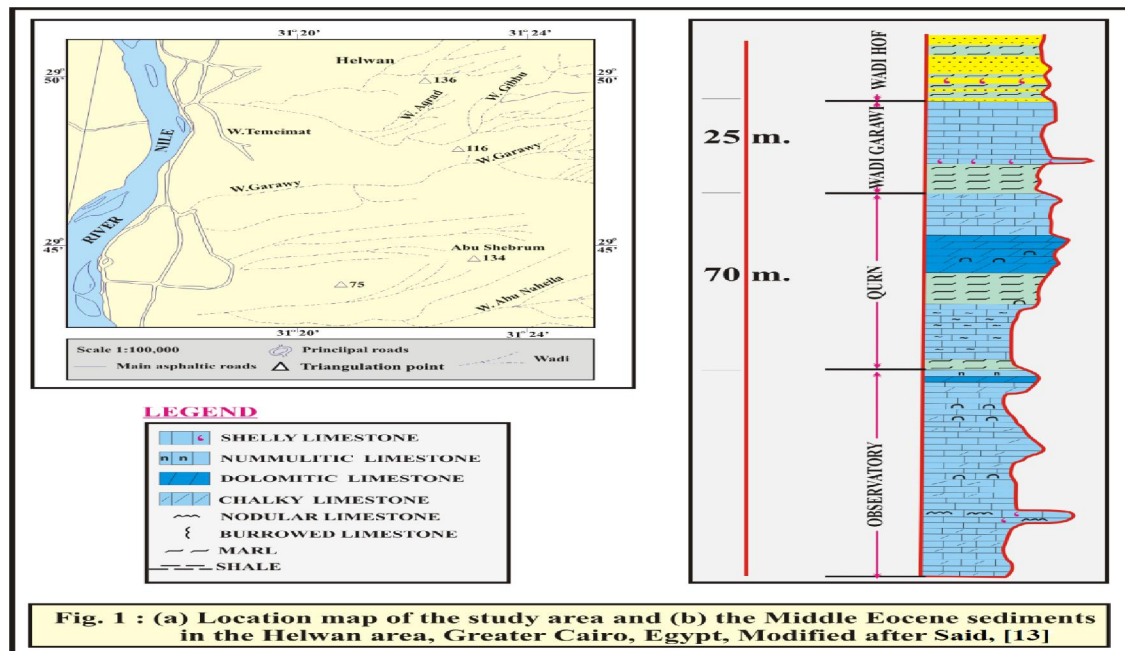 31° 20' 31° 24'
29° 50'
29° 50'
Helwan
136
W. Gibbu
W. Aqrad
W.Temeimat
NILE
116
W. Garawy
W.Garawy
RIVER
29° 45'
29° 45'
Abu Shebrum
134
75
W. Abu Nahella
31° 20' 31° 24'
Scale 1:100,000 Princiipal roads Wadi
Main asphaltic roads Triangulation point
LEGEND
SHELLY LIMESTONE
n n NUMMULITIC LIMESTONE
DOLOMITIC LIMESTONE
CHALKY LIMESTONE
NODULAR LIMESTONE
BURROWED LIMESTONE
MARL
SHALE
WADI HOF
25 m.
WADI GARAWI
70 m.
QURN
n n
OBSERVATORY
Fig. 1 : (a) Location map of the study area and (b) the Middle Eocene sediments
in the Helwan area, Greater Cairo, Egypt, Modified after Said, [13]